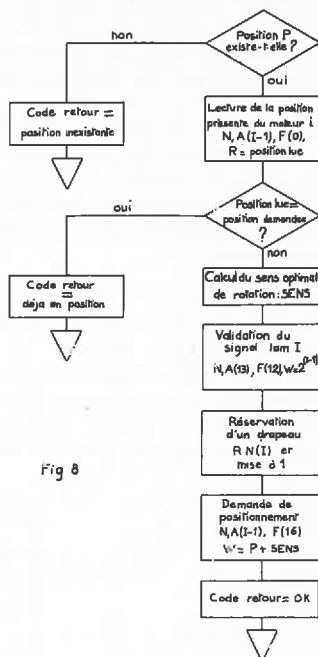 Position P
existe-t-elle ?
non
oui
Code retour =
position inexistante
Lecture de la position
présente du moteur i
N, A(I-1), F(0),
R = position lue
Position lue =
position demandée
?
oui
non
Code retour
=
déja en position
Calcul du sens optimal
de rotation : SENS
Validation du
signal lam I
N, A(13), F(12), W=2^(I-1)
Réservation
d'un drapeau
R N(I) et
mise à 1
Fig 8
Demande de
positionnement
N, A(I-1), F(16)
W = P + SENS
Code retour = OK